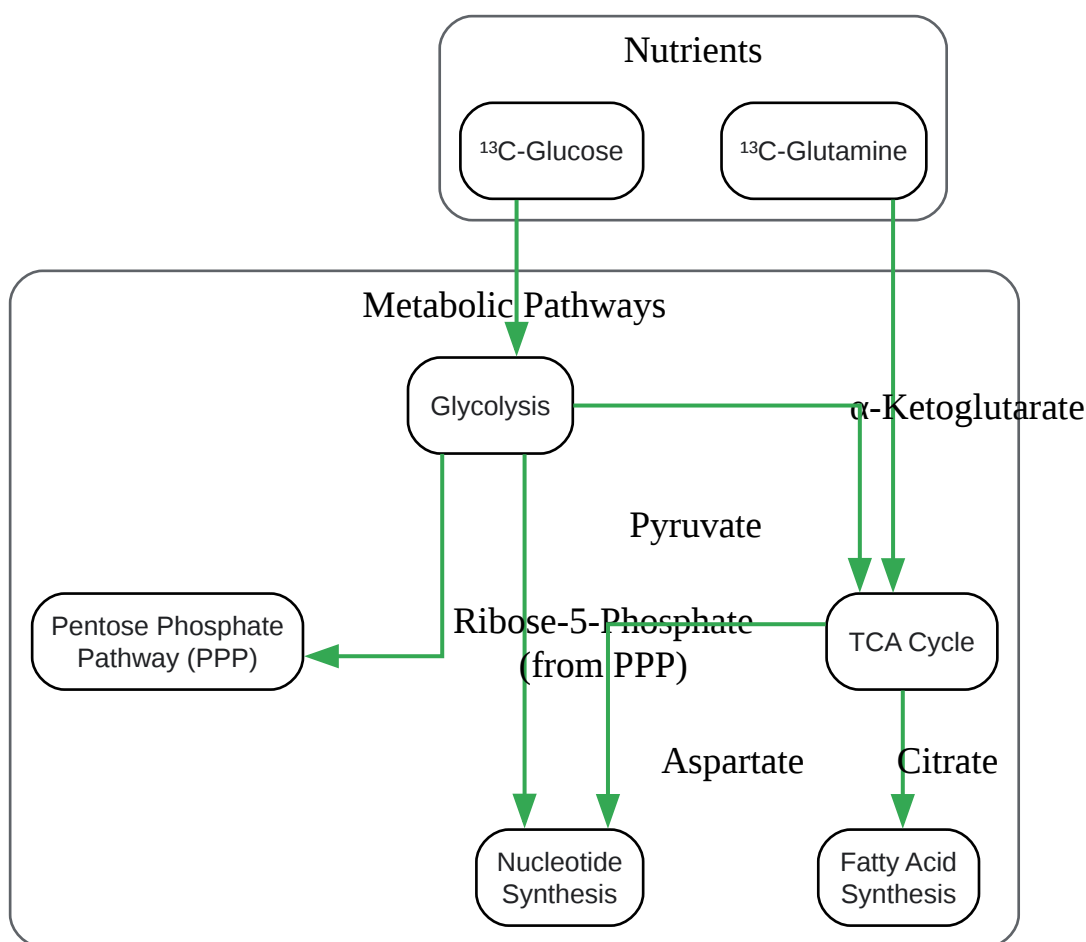 Nutrients
¹³C-Glucose
¹³C-Glutamine
Metabolic Pathways
Glycolysis
α-Ketoglutarate
Pyruvate
Pentose Phosphate
Pathway (PPP)
Ribose-5-Phosphate
(from PPP)
TCA Cycle
Aspartate
Citrate
Nucleotide
Synthesis
Fatty Acid
Synthesis